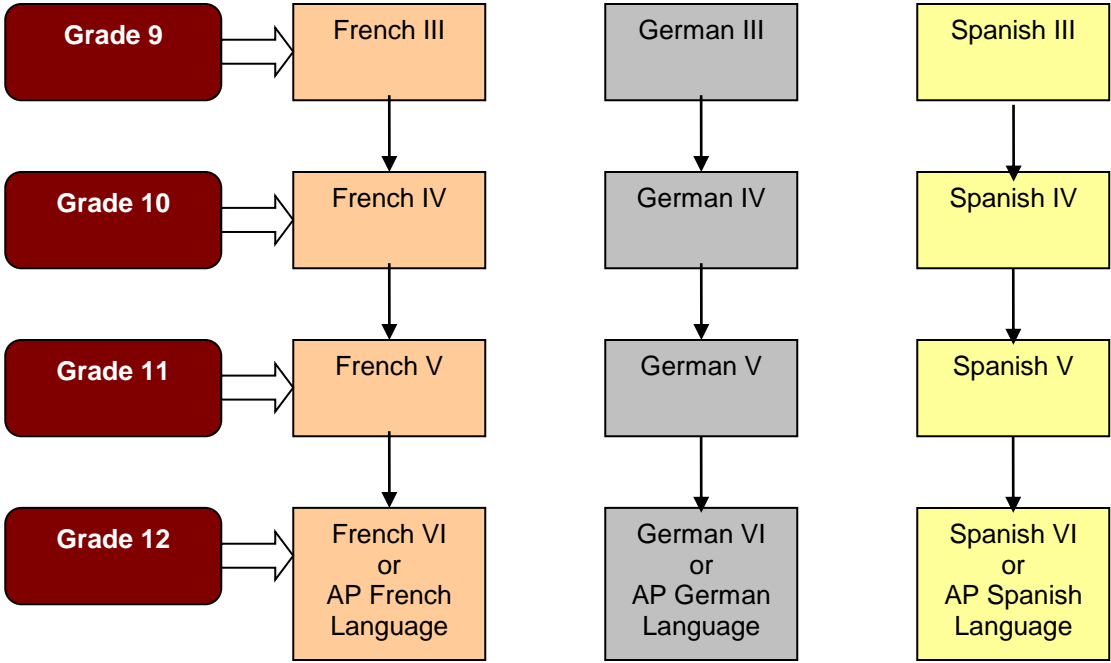 Grade 9
French III
German III
Spanish III
Grade 10
French IV
German IV
Spanish IV
Grade 11
French V
German V
Spanish V
Grade 12
French VI
or
AP French
Language
German VI
or
AP German
Language
Spanish VI
or
AP Spanish
Language